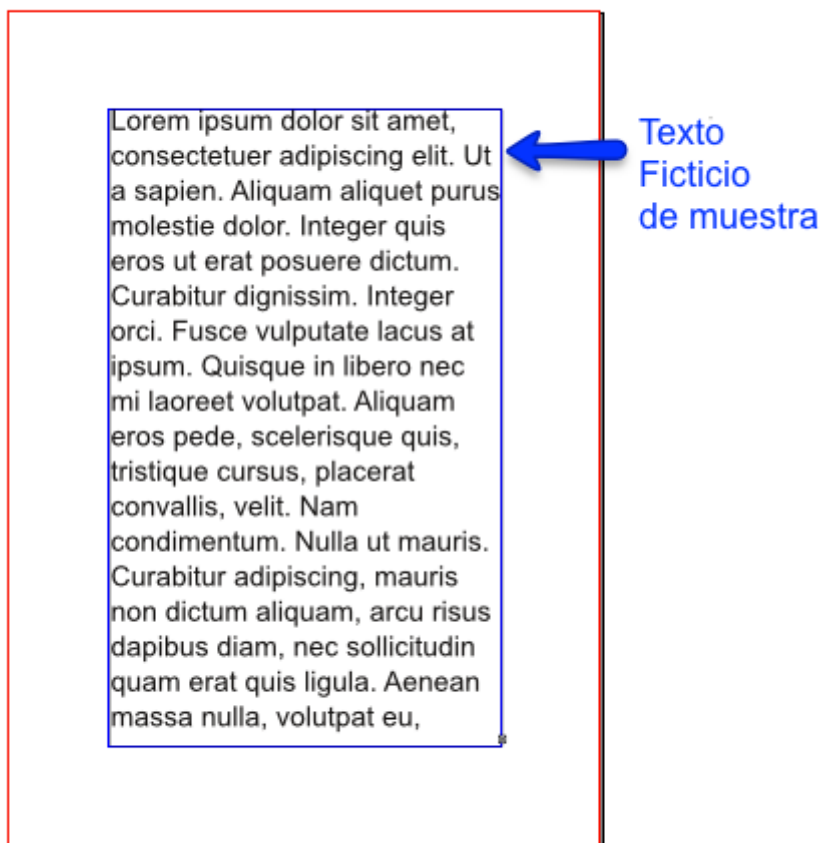 Lorem ipsum dolor sit amet,
consectetuer adipiscing elit. Ut
a sapien. Aliquam aliquet purus
molestie dolor. Integer quis
eros ut erat posuere dictum.
Curabitur dignissim. Integer
orci. Fusce vulputate lacus at
ipsum. Quisque in libero nec
mi laoreet volutpat. Aliquam
eros pede, scelerisque quis,
tristique cursus, placerat
convallis, velit. Nam
condimentum. Nulla ut mauris.
Curabitur adipiscing, mauris
non dictum aliquam, arcu risus
dapibus diam, nec sollicitudin
quam erat quis ligula. Aenean
massa nulla, volutpat eu,
Texto
Ficticio
de muestra